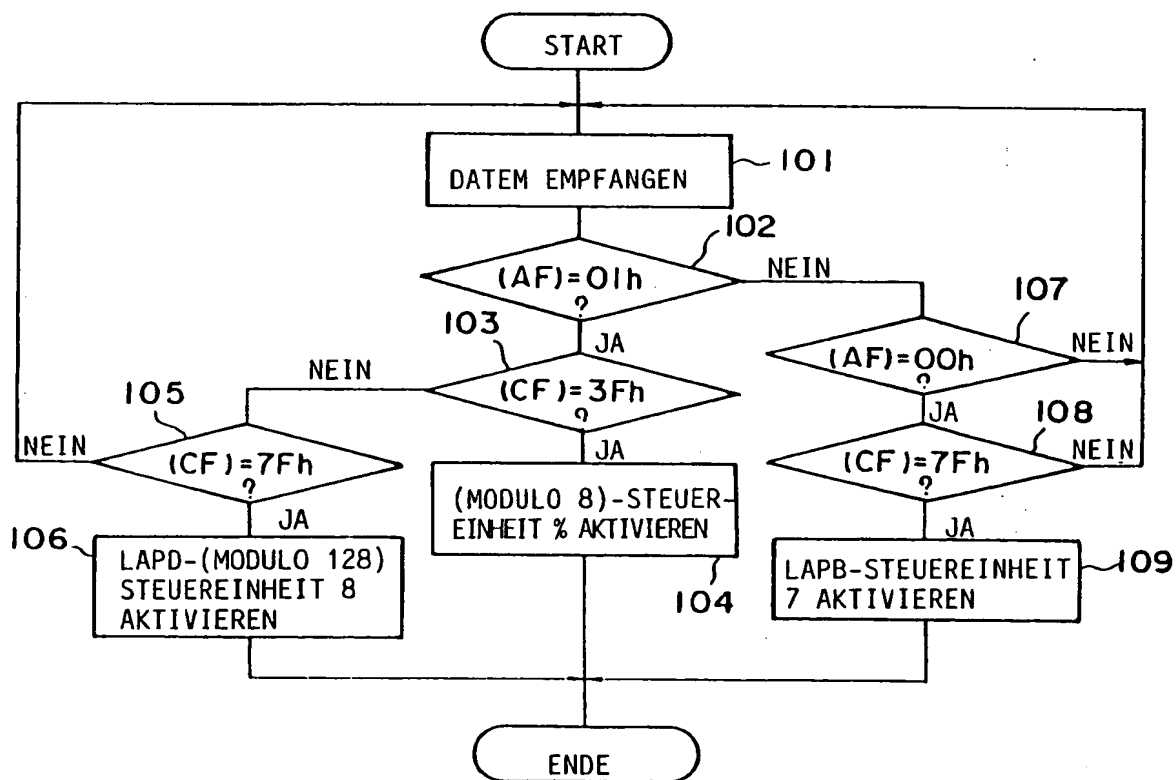 START
DATEM EMPFANGEN
101
(AF)=01h
?
102
NEIN
JA
103
(CF)=3Fh
?
NEIN
JA
107
(AF)=00h
?
NEIN
JA
105
(CF)=7Fh
?
NEIN
JA
108
(CF)=7Fh
?
NEIN
JA
106
LAPD-(MODULO 128)
STEUEREINHEIT 8
AKTIVIEREN
(MODULO 8)-STEUER-
EINHEIT % AKTIVIEREN
104
LAPB-STEUEREINHEIT
7 AKTIVIEREN
109
ENDE